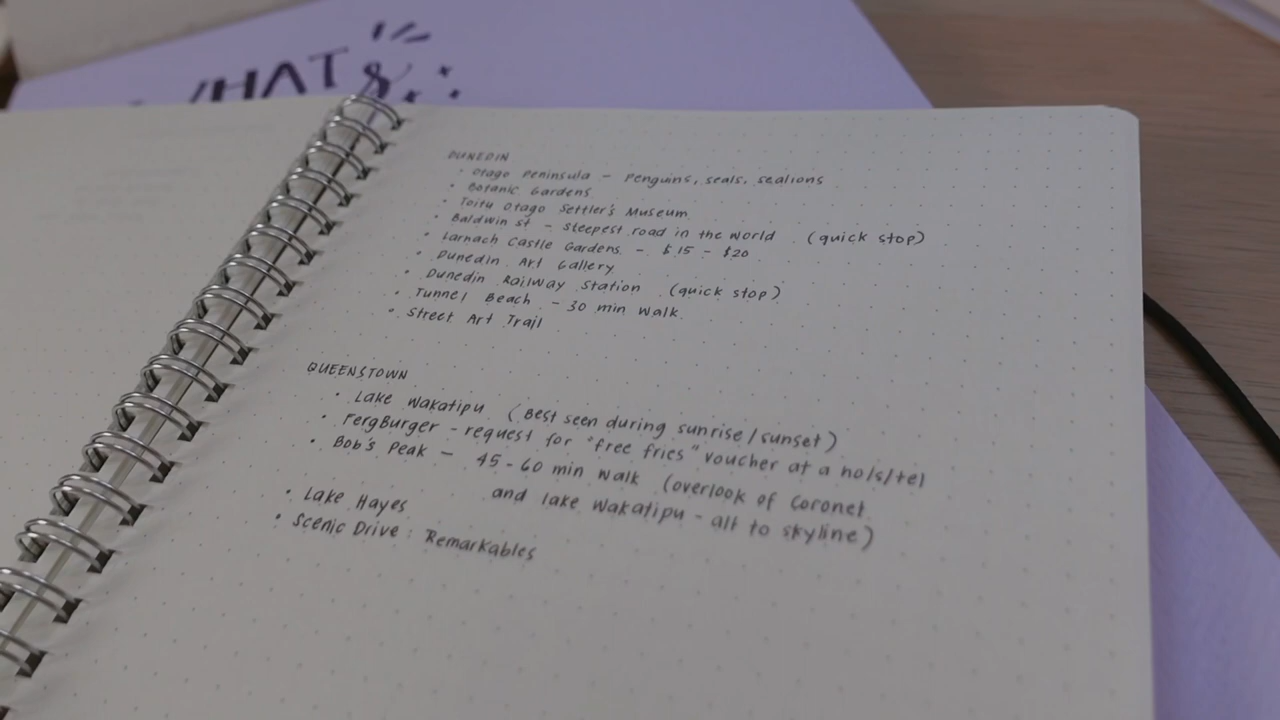 WHAT's
DUNEDIN
• Otago Peninsula – Penguins, seals, sealions
• Botanic Gardens
• Toitu Otago Settler's Museum
• Baldwin st – steepest road in the world (quick stop)
• Larnach Castle Gardens – $15 – $20
• Dunedin Art Gallery
• Dunedin Railway Station (quick stop)
• Tunnel Beach – 30 min walk
• Street Art Trail
QUEENSTOWN
• Lake Wakatipu (Best seen during sunrise/sunset)
• FergBurger – request for "free fries" voucher at a ho/s/tel
• Bob's Peak – 45-60 min walk (overlook of Coronet
and lake Wakatipu – alt to skyline)
• Lake Hayes
• Scenic Drive : Remarkables